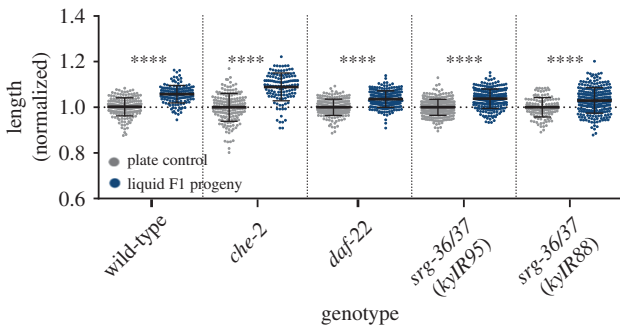 1.4
1.2
1.0
0.8
0.6
length
(normalized)
**** **** **** **** ****
plate control
liquid F1 progeny
wild-type
che-2
daf-22
srg-36/37
(kyIR95)
srg-36/37
(kyIR88)
genotype